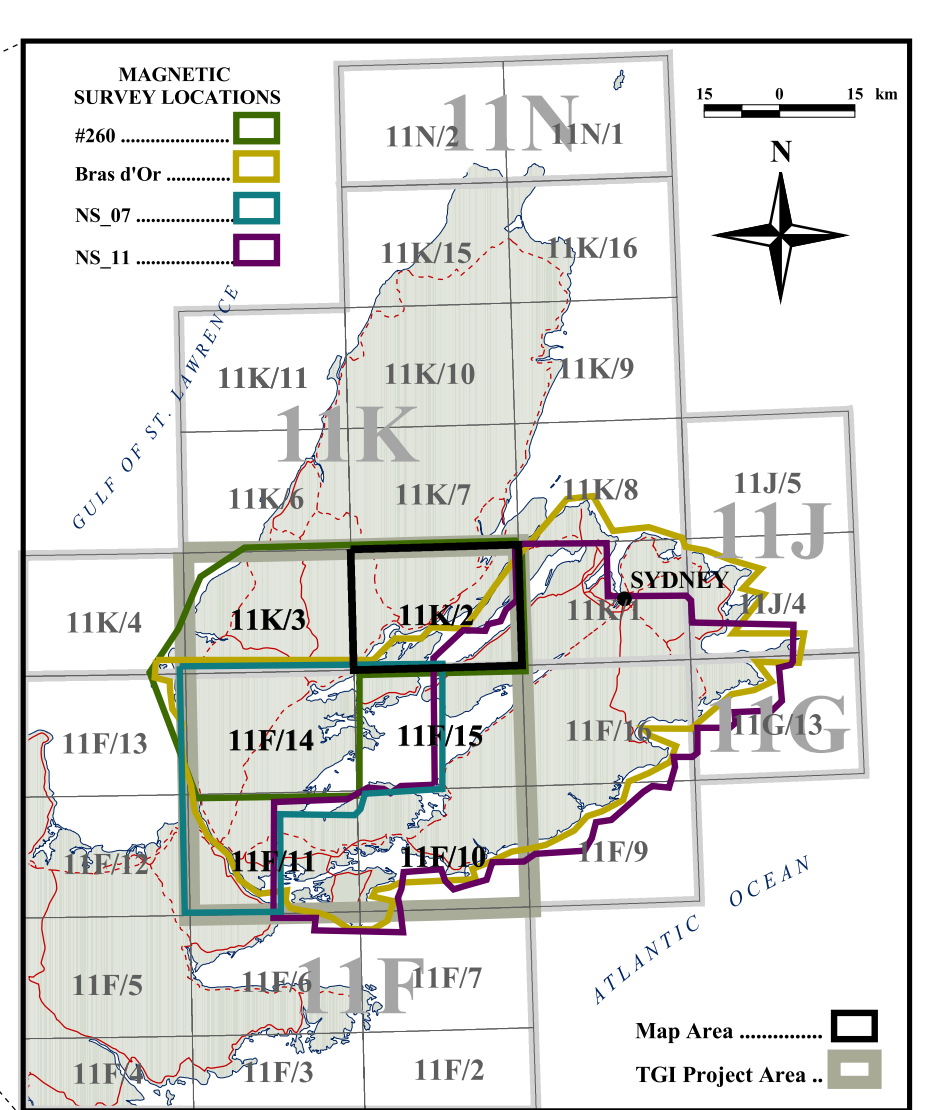 MAGNETIC
SURVEY LOCATIONS
#260 ........................
Bras d'Or .............
NS_07 .....................
NS_11 .....................
15 0 15 km
N
11N
11N/2 11N/1
11K/15 11K/16
GULF OF ST. LAWRENCE
11K/11 11K/10 11K/9
11K
11K/6 11K/7 11K/8 11J/5
11J
SYDNEY
11K/4 11K/3 11K/2 11K/1 11J/4
11F/13 11F/14 11F/15 11F/16 11G/13
11G
11F/12 11F/11 11F/10 11F/9
ATLANTIC OCEAN
11F/5 11F/6 11F/7
11F
11F/4 11F/3 11F/2
Map Area ...............
TGI Project Area ..